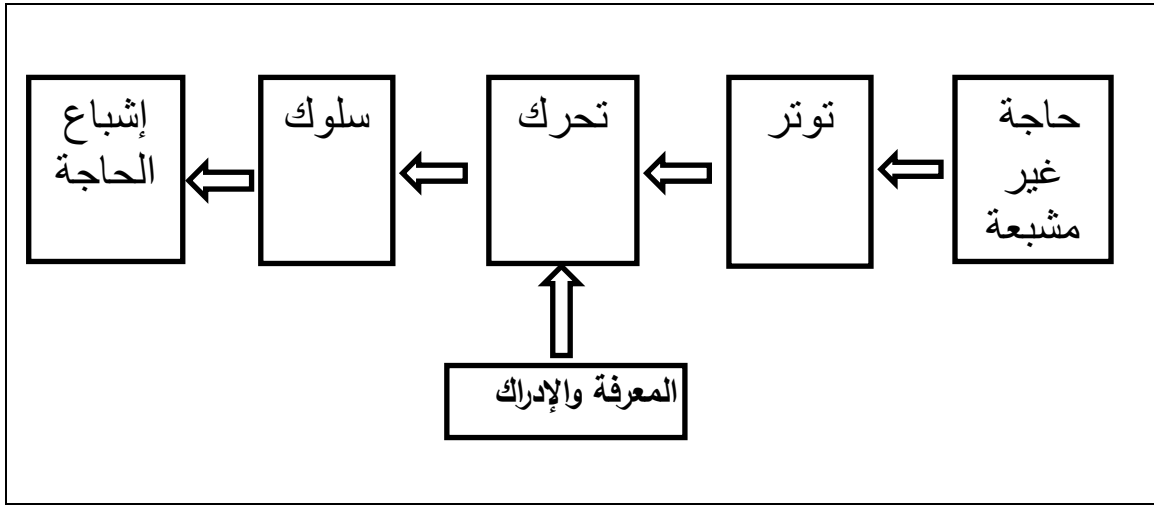 حاجة
غير
مشبعة
توتر
تحرك
سلوك
إشباع
الحاجة
المعرفة والإدراك